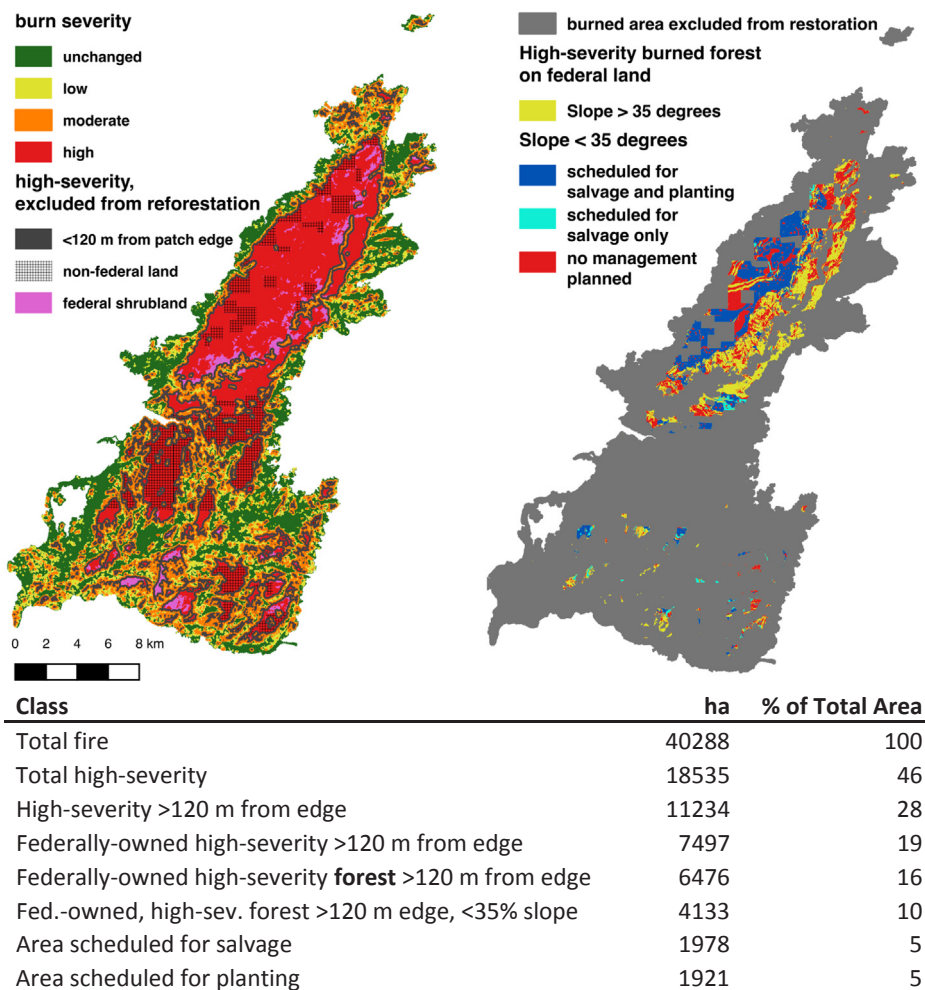 burn severity
unchanged
low
moderate
high
high-severity,
excluded from reforestation
<120 m from patch edge
non-federal land
federal shrubland
0 2 4 6 8 km
burned area excluded from restoration
High-severity burned forest
on federal land
Slope > 35 degrees
Slope < 35 degrees
scheduled for
salvage and planting
scheduled for
salvage only
no management
planned
Class ha % of Total Area
Total fire 40288 100
Total high-severity 18535 46
High-severity >120 m from edge 11234 28
Federally-owned high-severity >120 m from edge 7497 19
Federally-owned high-severity forest >120 m from edge 6476 16
Fed.-owned, high-sev. forest >120 m edge, <35% slope 4133 10
Area scheduled for salvage 1978 5
Area scheduled for planting 1921 5